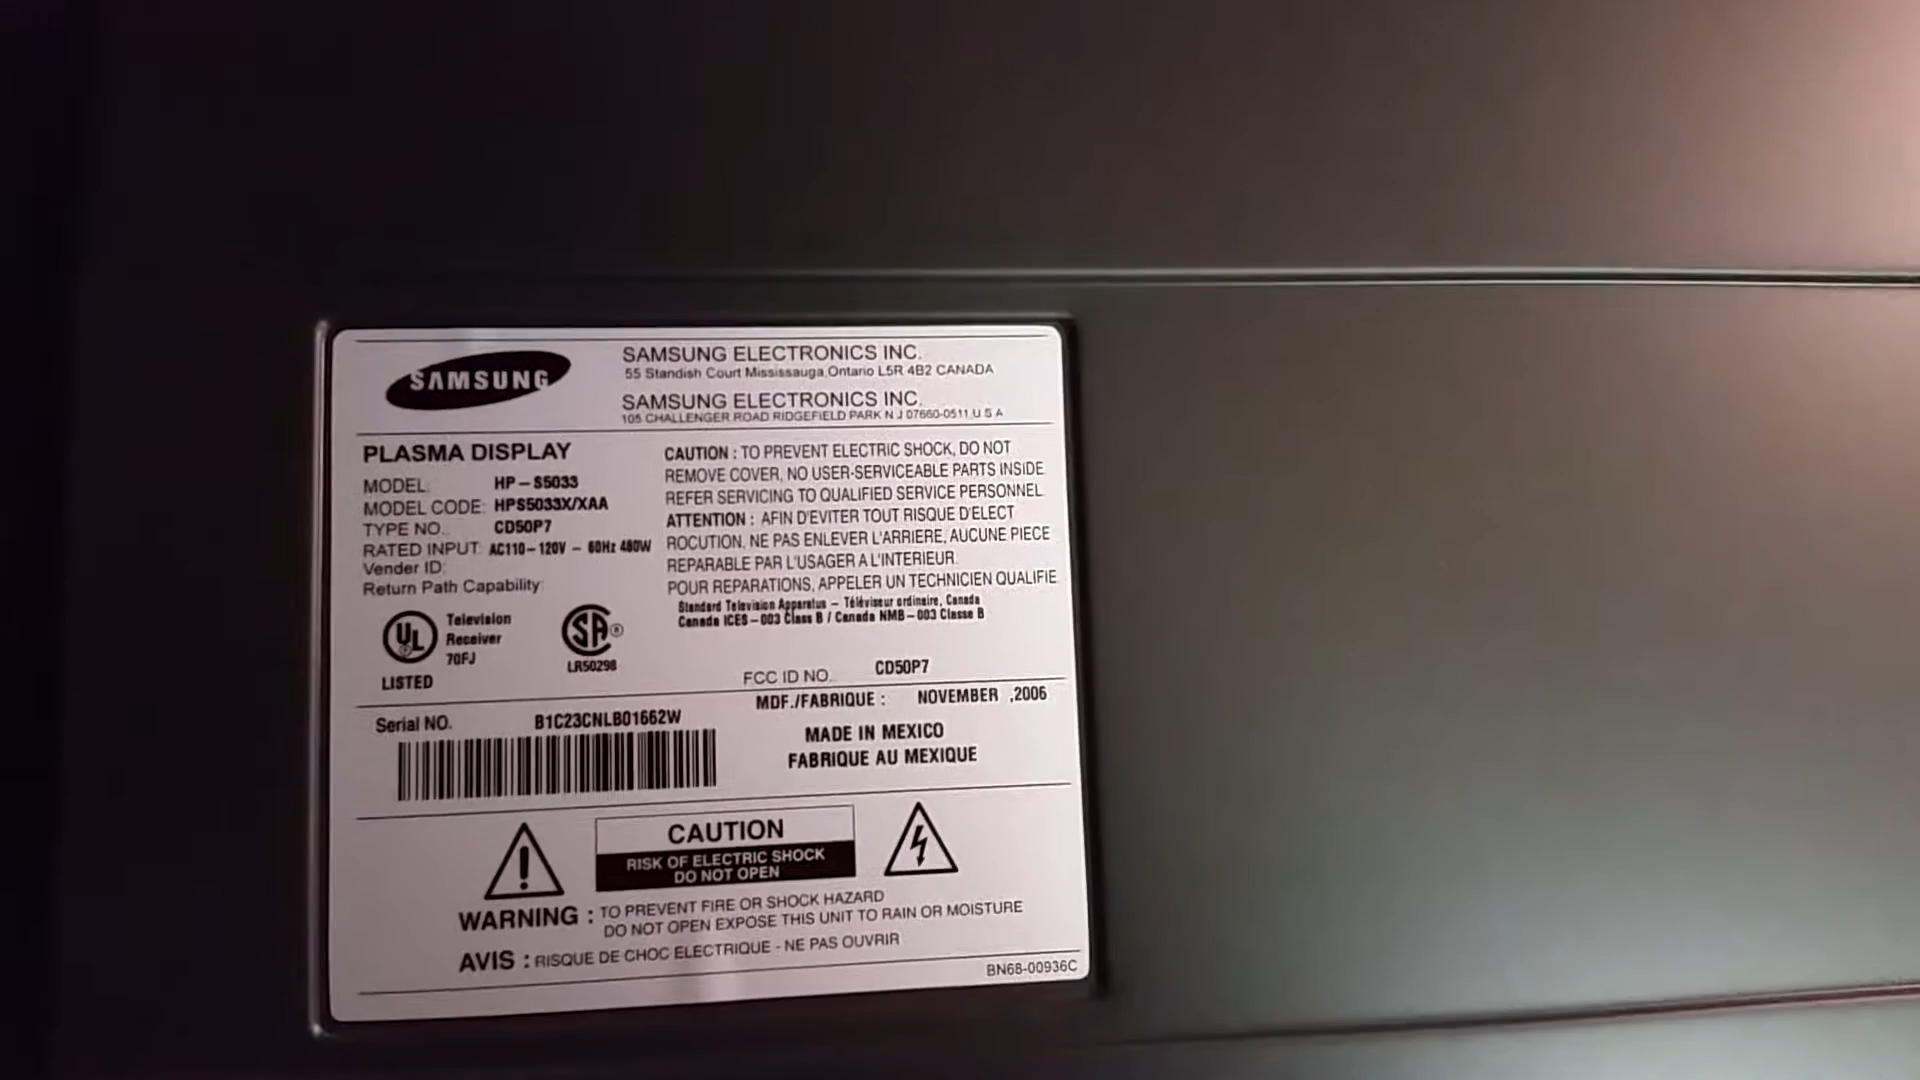 SAMSUNG
SAMSUNG ELECTRONICS INC.
55 Standish Court Mississauga, Ontario L5R 4B2 CANADA
SAMSUNG ELECTRONICS INC.
105 CHALLENGER ROAD RIDGEFIELD PARK N J 07660-0511 U S A
PLASMA DISPLAY
MODEL: HP-S5033
MODEL CODE: HPS5033X/XAA
TYPE NO. CD50P7
RATED INPUT: AC110-120V ~ 60Hz 480W
Vender ID:
Return Path Capability:
UL
LISTED
Television
Receiver
70FJ
SA®
LR50298
CAUTION : TO PREVENT ELECTRIC SHOCK, DO NOT
REMOVE COVER, NO USER-SERVICEABLE PARTS INSIDE.
REFER SERVICING TO QUALIFIED SERVICE PERSONNEL.
ATTENTION : AFIN D'EVITER TOUT RISQUE D'ELECT
ROCUTION, NE PAS ENLEVER L'ARRIERE, AUCUNE PIECE
REPARABLE PAR L'USAGER A L'INTERIEUR.
POUR REPARATIONS, APPELER UN TECHNICIEN QUALIFIE.
Standard Television Apparatus - Téléviseur ordinaire, Canada
Canada ICES-003 Class B / Canada NMB-003 Classe B
FCC ID NO. CD50P7
Serial NO. B1C23CNLB01662W
MDF./FABRIQUE : NOVEMBER ,2006
MADE IN MEXICO
FABRIQUE AU MEXIQUE
CAUTION
RISK OF ELECTRIC SHOCK
DO NOT OPEN
WARNING : TO PREVENT FIRE OR SHOCK HAZARD
DO NOT OPEN EXPOSE THIS UNIT TO RAIN OR MOISTURE
AVIS : RISQUE DE CHOC ELECTRIQUE - NE PAS OUVRIR
BN68-00936C